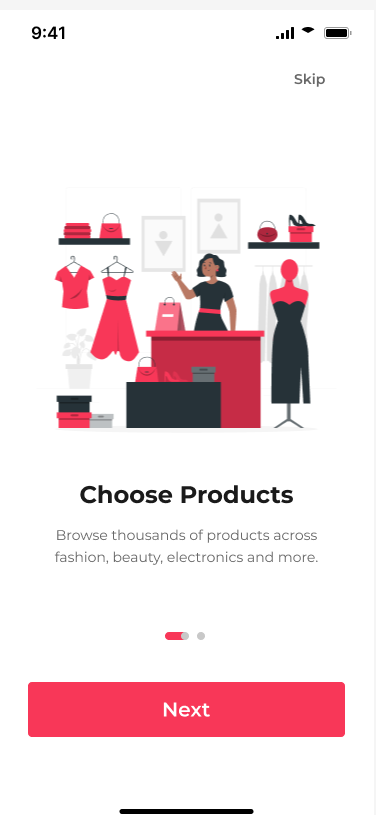 9:41
Skip
Choose Products
Browse thousands of products across
fashion, beauty, electronics and more.
Next